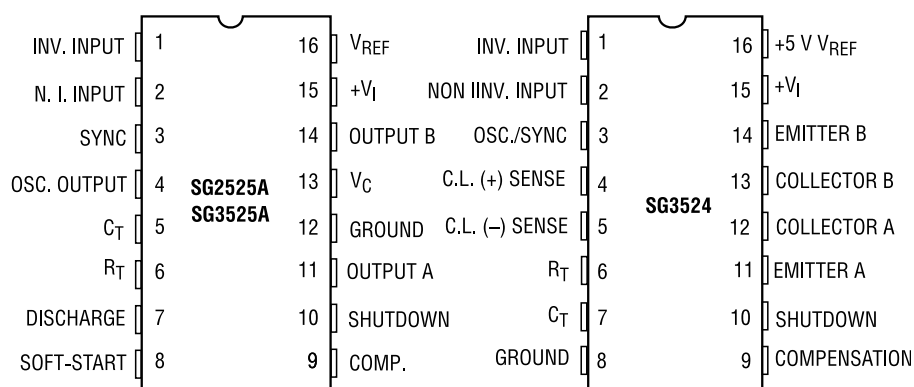 INV. INPUT 1 16 VREF INV. INPUT 1 16 +5 V VREF
N. I. INPUT 2 15 +VI NON IINV. INPUT 2 15 +VI
SYNC 3 14 OUTPUT B OSC./SYNC 3 14 EMITTER B
OSC. OUTPUT 4 SG2525A 13 VC C.L. (+) SENSE 4 SG3524 13 COLLECTOR B
SG3525A
CT 5 12 GROUND C.L. (–) SENSE 5 12 COLLECTOR A
RT 6 11 OUTPUT A RT 6 11 EMITTER A
DISCHARGE 7 10 SHUTDOWN CT 7 10 SHUTDOWN
SOFT-START 8 9 COMP. GROUND 8 9 COMPENSATION